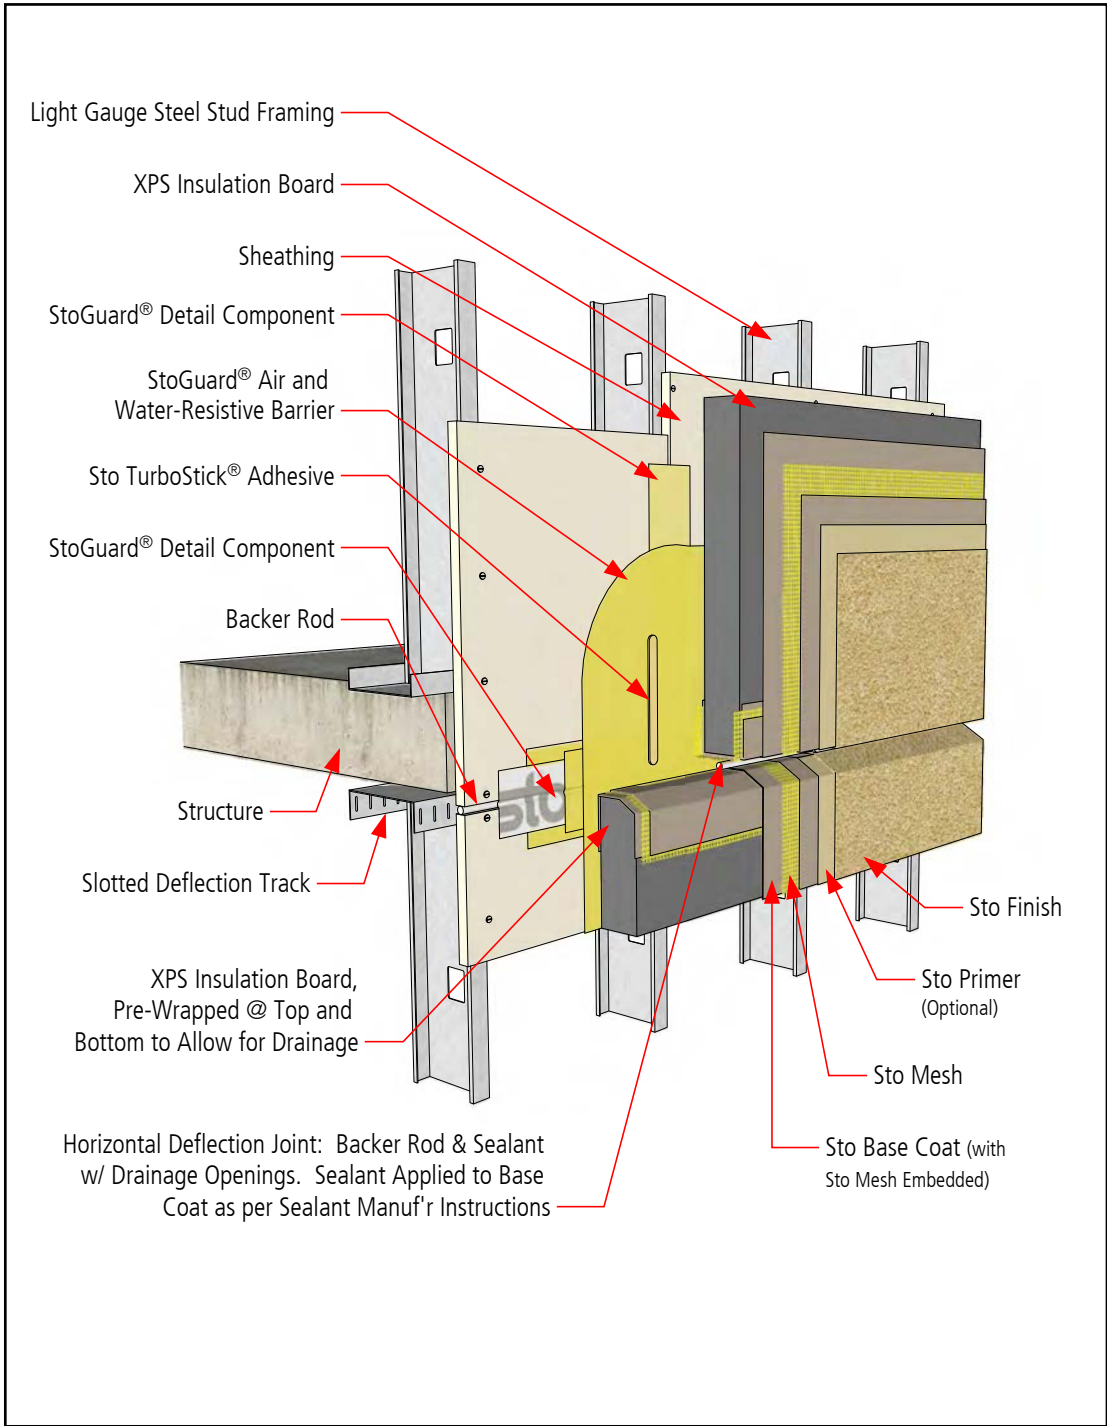 Light Gauge Steel Stud Framing
XPS Insulation Board
Sheathing
StoGuard® Detail Component
StoGuard® Air and
Water-Resistive Barrier
Sto TurboStick® Adhesive
StoGuard® Detail Component
Backer Rod
sto
Structure
Slotted Deflection Track
XPS Insulation Board,
Pre-Wrapped @ Top and
Bottom to Allow for Drainage
Horizontal Deflection Joint: Backer Rod & Sealant
w/ Drainage Openings. Sealant Applied to Base
Coat as per Sealant Manuf'r Instructions
Sto Finish
Sto Primer
(Optional)
Sto Mesh
Sto Base Coat (with
Sto Mesh Embedded)